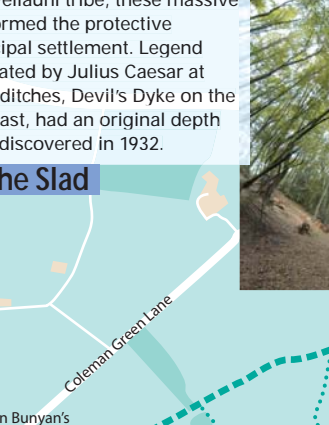 ellauni tribe, these massive
ormed the protective
cipal settlement. Legend
ated by Julius Caesar at
ditches, Devil's Dyke on the
ast, had an original depth
discovered in 1932.
he Slad
Coleman Green Lane
n Bunyan's